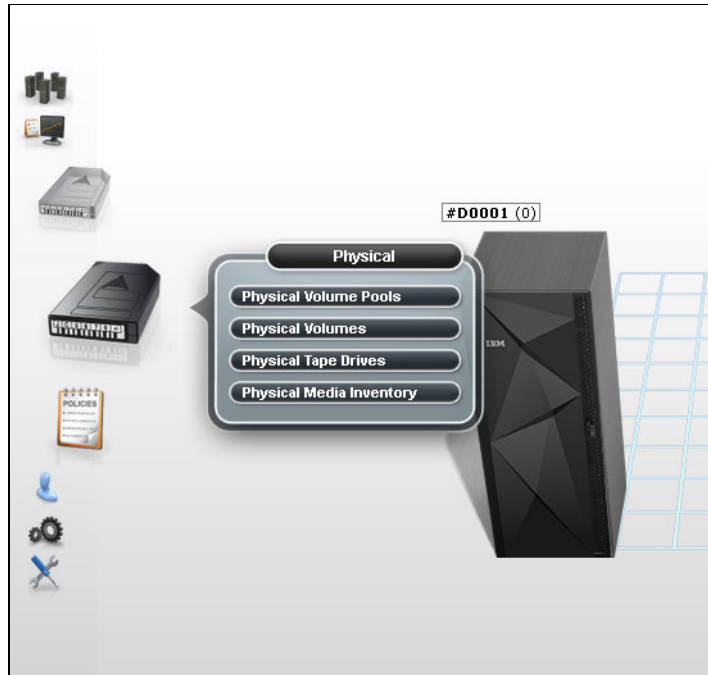 #D0001 (0)
Physical
Physical Volume Pools
Physical Volumes
Physical Tape Drives
Physical Media Inventory
IBM
POLICIES